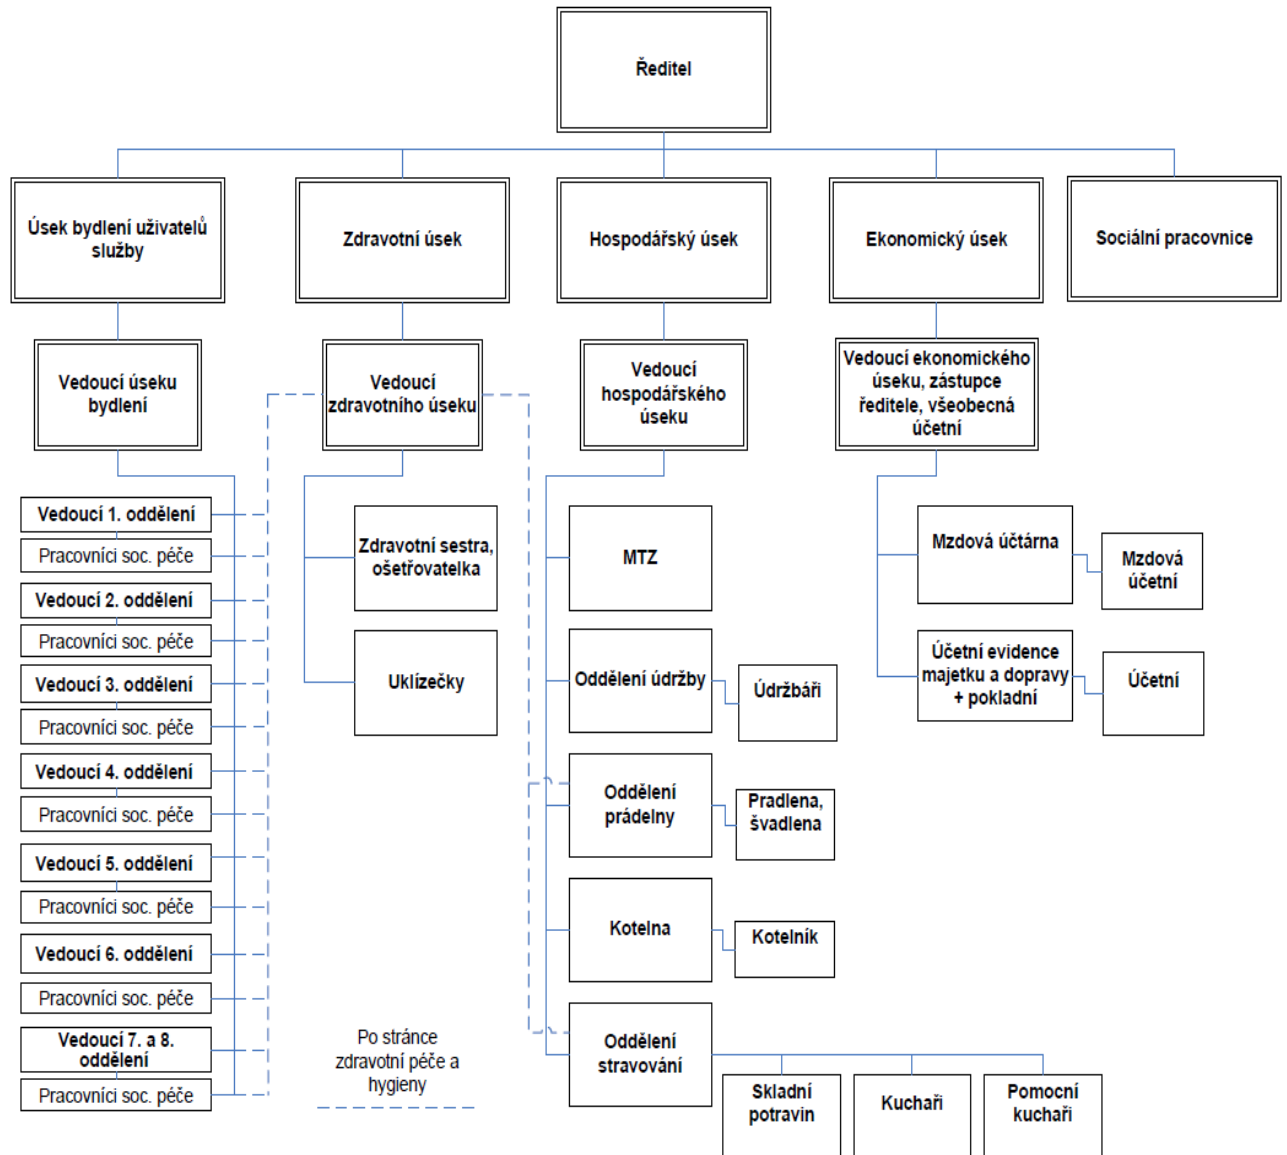 Ředitel
Úsek bydlení uživatelů
služby
Zdravotní úsek
Hospodářský úsek
Ekonomický úsek
Sociální pracovnice
Vedoucí úseku
bydlení
Vedoucí
zdravotního úseku
Vedoucí
hospodářského
úseku
Vedoucí ekonomického
úseku, zástupce
ředitele, všeobecná
účetní
Vedoucí 1. oddělení
Pracovníci soc. péče
Vedoucí 2. oddělení
Pracovníci soc. péče
Vedoucí 3. oddělení
Pracovníci soc. péče
Vedoucí 4. oddělení
Pracovníci soc. péče
Vedoucí 5. oddělení
Pracovníci soc. péče
Vedoucí 6. oddělení
Pracovníci soc. péče
Vedoucí 7. a 8.
oddělení
Pracovníci soc. péče
Zdravotní sestra,
ošetřovatelka
Uklízečky
Po stránce
zdravotní péče a
hygieny
MTZ
Oddělení údržby
Údržbáři
Oddělení
prádelny
Pradlena,
švadlena
Kotelna
Kotelník
Oddělení
stravování
Skladní
potravin
Kuchaři
Pomocní
kuchaři
Mzdová účtárna
Mzdová
účetní
Účetní evidence
majetku a dopravy
+ pokladní
Účetní